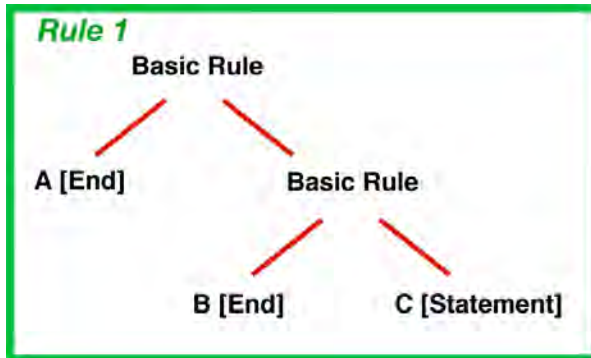 Rule 1
Basic Rule
A [End]
Basic Rule
B [End]
C [Statement]